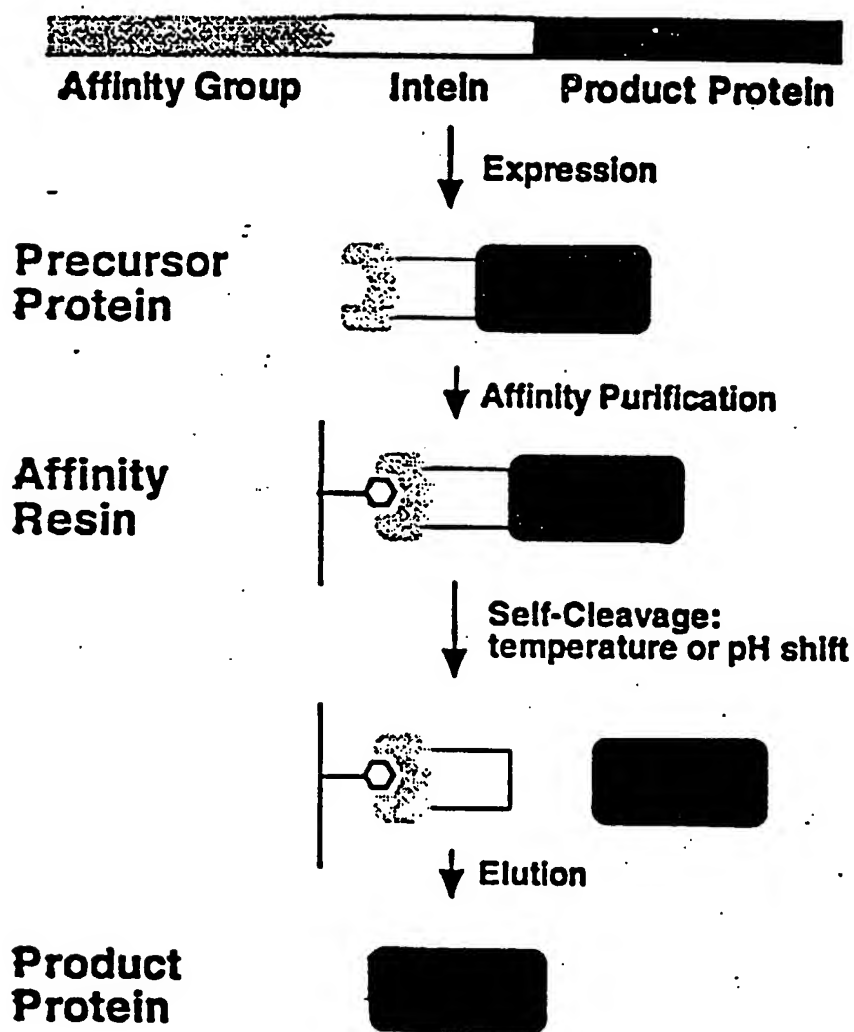 Affinity Group Intein Product Protein
Expression
Precursor
Protein
Affinity Purification
Affinity
Resin
Self-Cleavage:
temperature or pH shift
Elution
Product
Protein